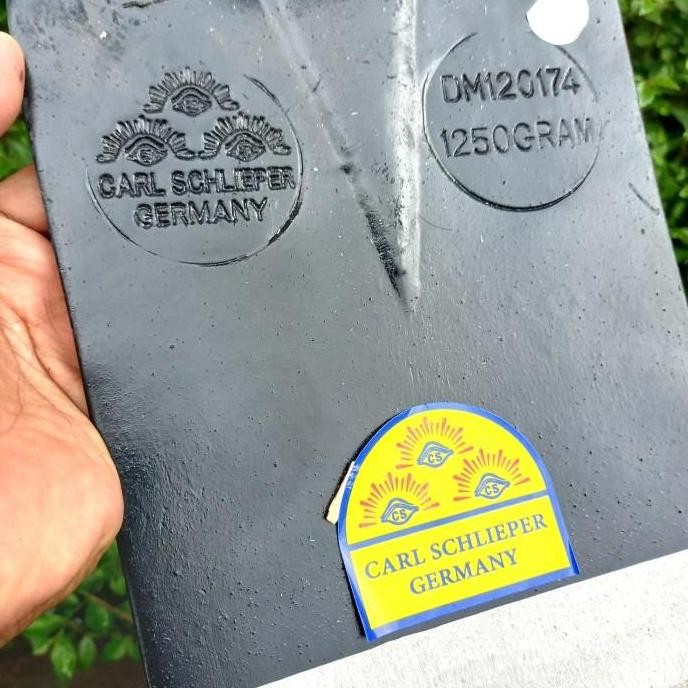 CARL SCHLIEPER
GERMANY
DM120174
1250GRAM
CS
CS
CS
CARL SCHLIEPER
GERMANY